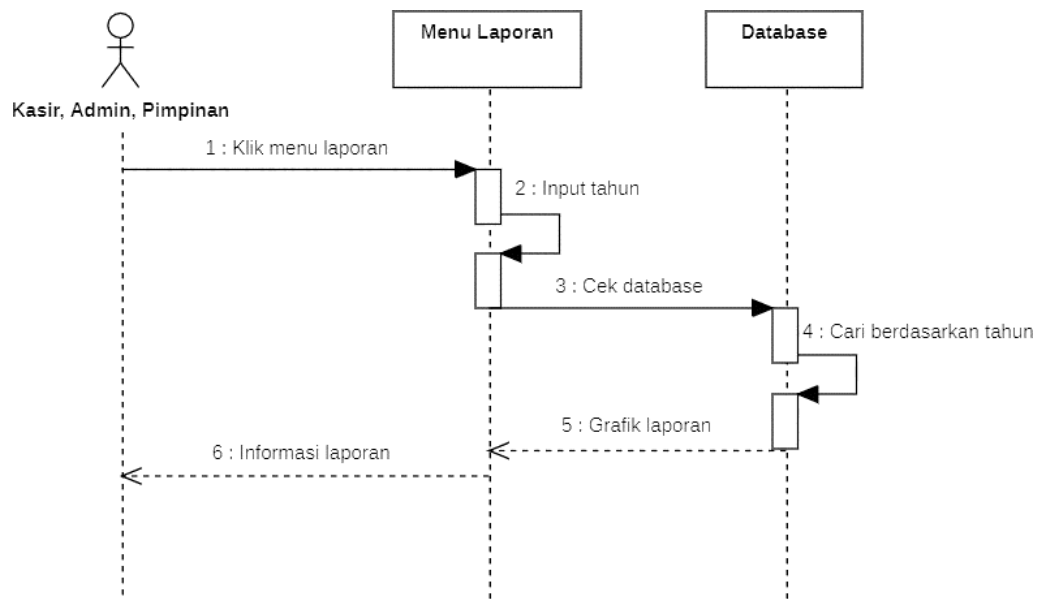 Menu Laporan
Database
Kasir, Admin, Pimpinan
1 : Klik menu laporan
2 : Input tahun
3 : Cek database
4 : Cari berdasarkan tahun
5 : Grafik laporan
6 : Informasi laporan